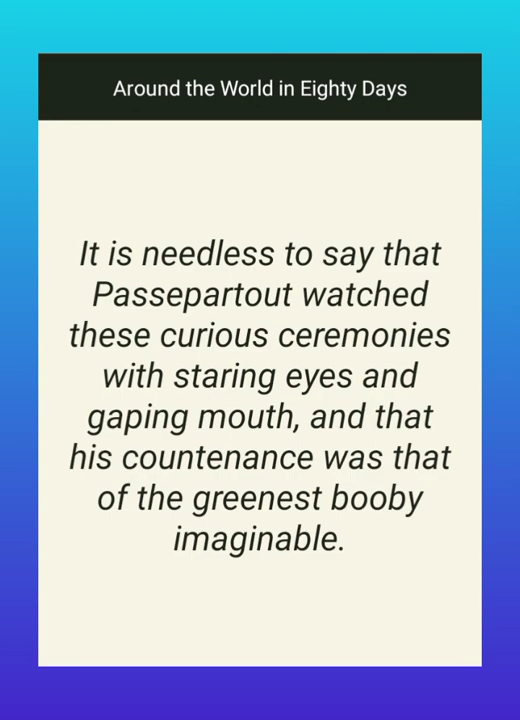 Around the World in Eighty Days
It is needless to say that
Passepartout watched
these curious ceremonies
with staring eyes and
gaping mouth, and that
his countenance was that
of the greenest booby
imaginable.